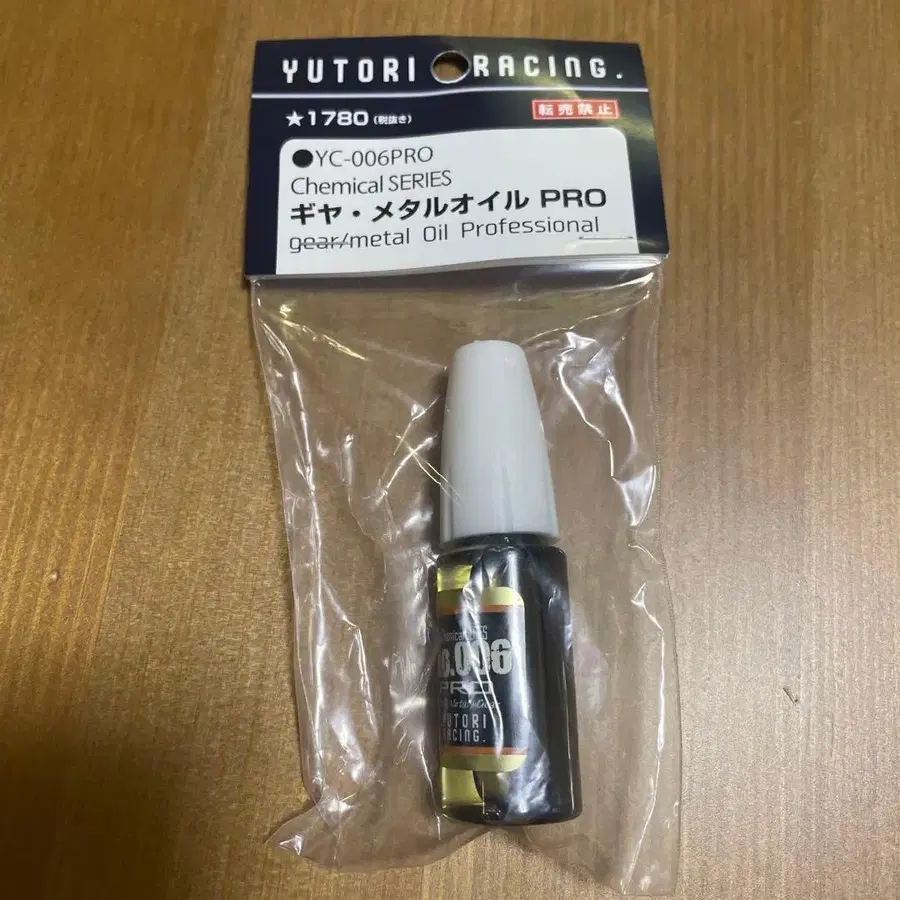 YUTORI RACING.
★1780(税抜き)
転売禁止
●YC-006PRO
Chemical SERIES
ギヤ・メタルオイル PRO
gear/metal Oil Professional
.006
PRO
YUTORI
RACING.